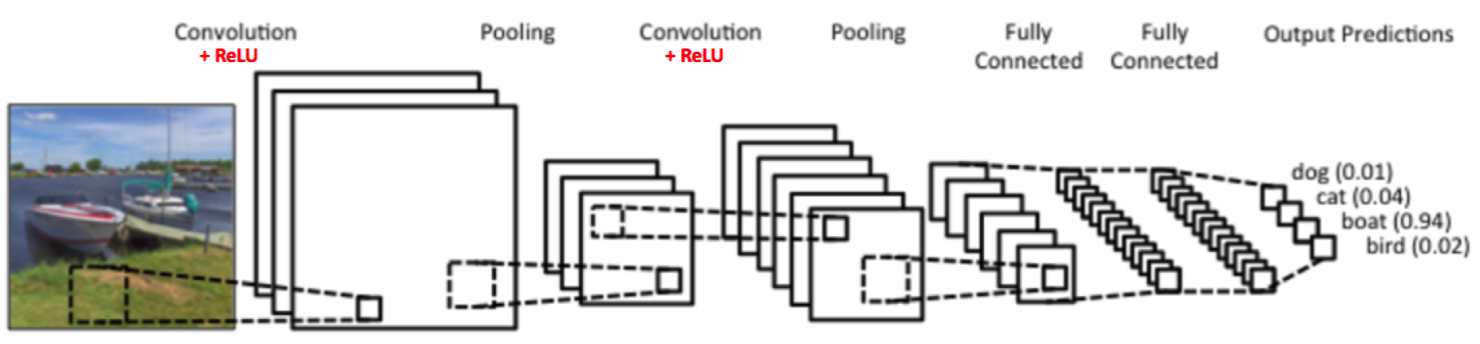 Convolution
+ ReLU
Pooling
Convolution
+ ReLU
Pooling
Fully
Connected
Fully
Connected
Output Predictions
dog (0.01)
cat (0.04)
boat (0.94)
bird (0.02)